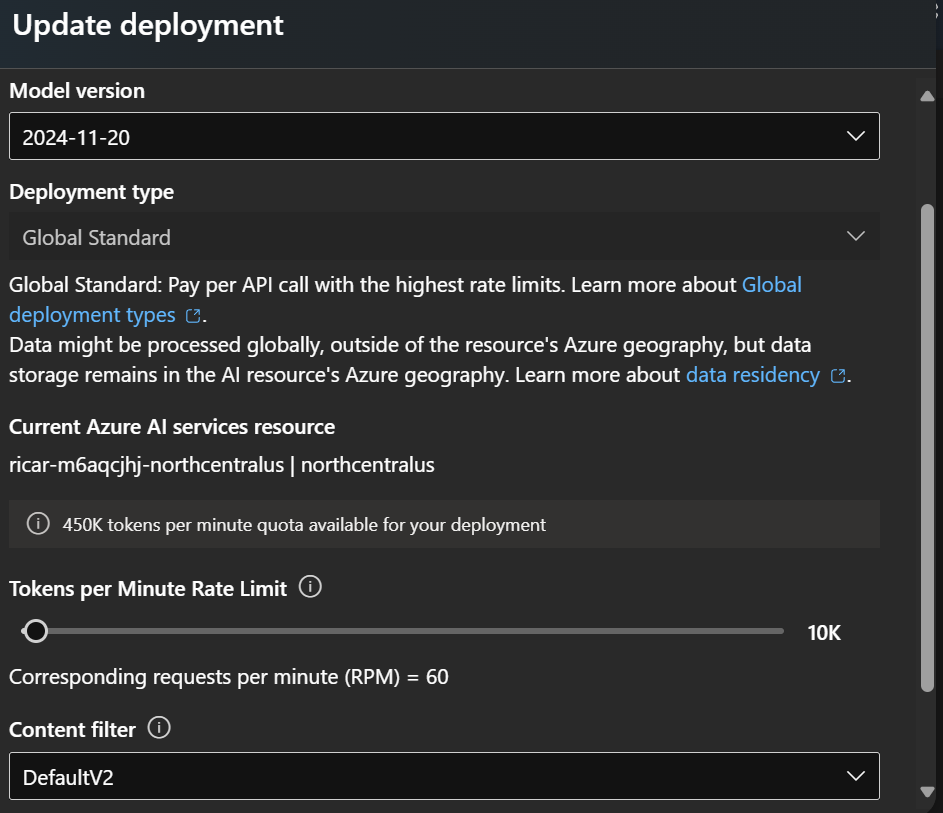 Update deployment
Model version
2024-11-20
Deployment type
Global Standard
Global Standard: Pay per API call with the highest rate limits. Learn more about Global
deployment types.
Data might be processed globally, outside of the resource's Azure geography, but data
storage remains in the AI resource's Azure geography. Learn more about data residency.
Current Azure AI services resource
ricar-m6aqcjhj-northcentralus | northcentralus
450K tokens per minute quota available for your deployment
Tokens per Minute Rate Limit
10K
Corresponding requests per minute (RPM) = 60
Content filter
DefaultV2